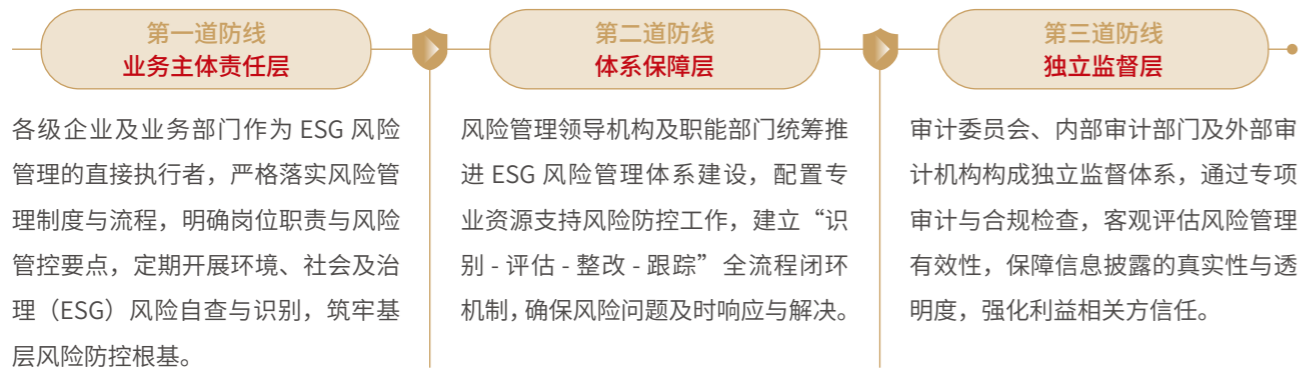 第一道防线
业务主体责任层
各级企业及业务部门作为 ESG 风险
管理的直接执行者，严格落实风险管
理制度与流程，明确岗位职责与风险
管控要点，定期开展环境、社会及治
理（ESG）风险自查与识别，筑牢基
层风险防控根基。
第二道防线
体系保障层
风险管理领导机构及职能部门统筹推
进 ESG 风险管理体系建设，配置专
业资源支持风险防控工作，建立“识
别 - 评估 - 整改 - 跟踪”全流程闭环
机制，确保风险问题及时响应与解决。
第三道防线
独立监督层
审计委员会、内部审计部门及外部审
计机构构成独立监督体系，通过专项
审计与合规检查，客观评估风险管理
有效性，保障信息披露的真实性与透
明度，强化利益相关方信任。